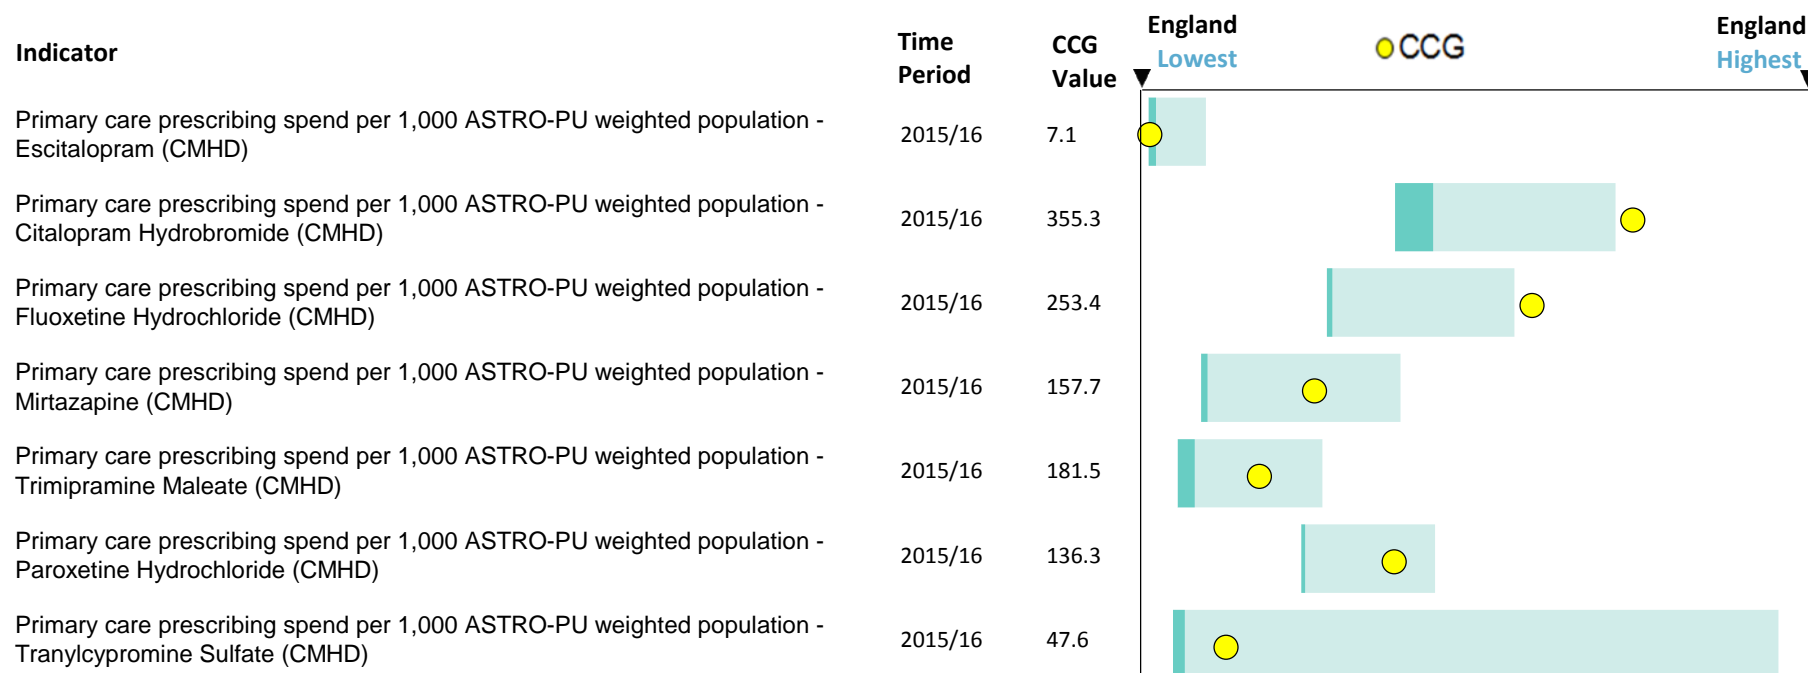 Indicator
Time Period
CCG Value
England Lowest
CCG
England Highest
Primary care prescribing spend per 1,000 ASTRO-PU weighted population -
Escitalopram (CMHD)
2015/16
7.1
Primary care prescribing spend per 1,000 ASTRO-PU weighted population -
Citalopram Hydrobromide (CMHD)
2015/16
355.3
Primary care prescribing spend per 1,000 ASTRO-PU weighted population -
Fluoxetine Hydrochloride (CMHD)
2015/16
253.4
Primary care prescribing spend per 1,000 ASTRO-PU weighted population -
Mirtazapine (CMHD)
2015/16
157.7
Primary care prescribing spend per 1,000 ASTRO-PU weighted population -
Trimipramine Maleate (CMHD)
2015/16
181.5
Primary care prescribing spend per 1,000 ASTRO-PU weighted population -
Paroxetine Hydrochloride (CMHD)
2015/16
136.3
Primary care prescribing spend per 1,000 ASTRO-PU weighted population -
Tranylcypromine Sulfate (CMHD)
2015/16
47.6